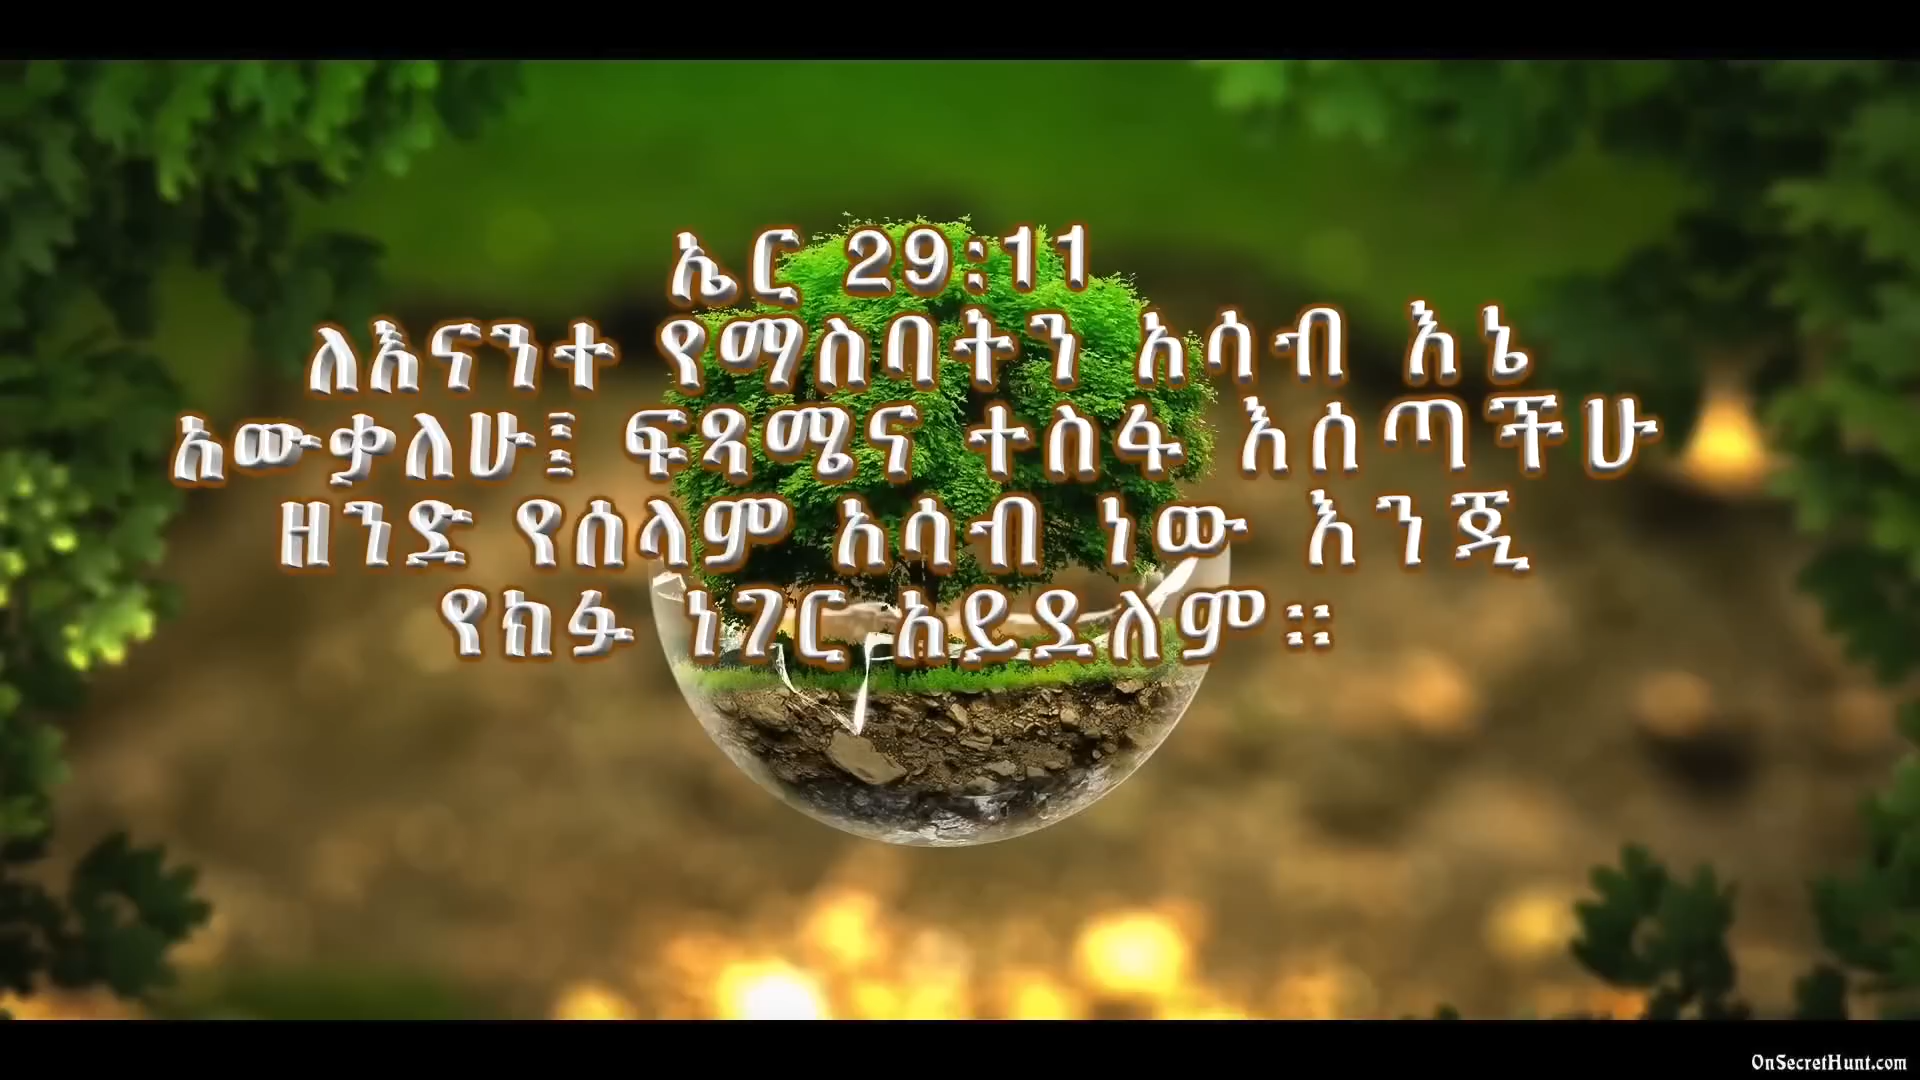 ኤር 29:11
ለእናንተ የማስባትን አሳብ እኔ
አውቃለሁ፤ ፍጻሜና ተስፋ እሰጣችሁ
ዘንድ የሰላም አሳብ ነው እንጂ
የክፉ ነገር አይደለም።
OnSecretHunt.com